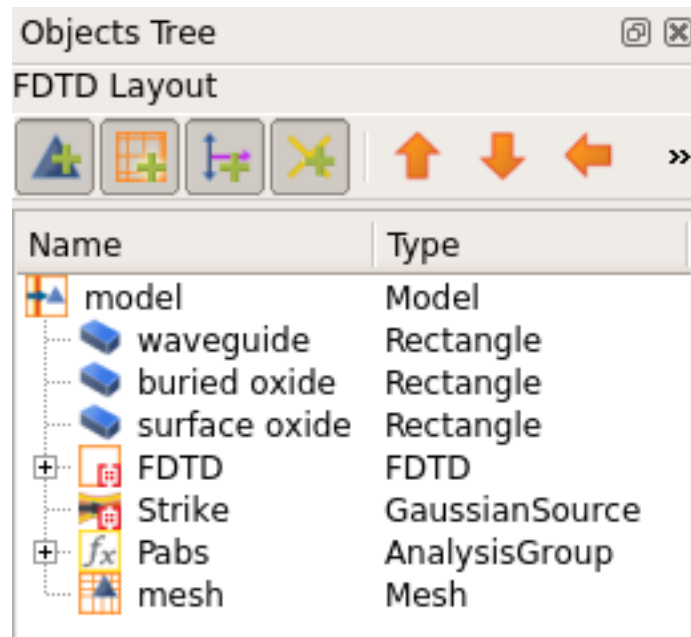 Objects Tree
FDTD Layout
»
Name Type
model Model
waveguide Rectangle
buried oxide Rectangle
surface oxide Rectangle
FDTD FDTD
Strike GaussianSource
fx Pabs AnalysisGroup
mesh Mesh